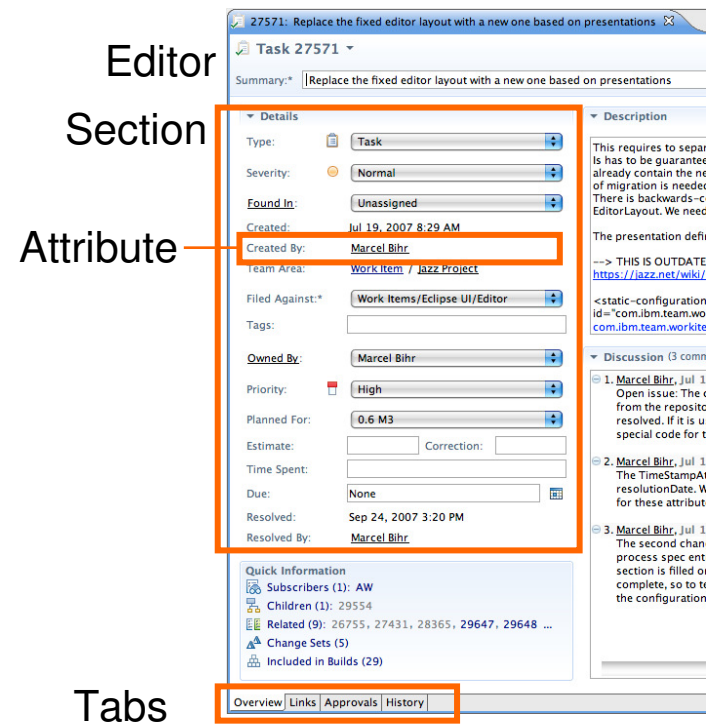 27571: Replace the fixed editor layout with a new one based on presentations
Editor
Task 27571
Summary:* Replace the fixed editor layout with a new one based on presentations
Section
Details
Type: Task
Severity: Normal
Found In: Unassigned
Created: Jul 19, 2007 8:29 AM
Attribute
Created By: Marcel Bihr
Team Area: Work Item / Jazz Project
Filed Against:* Work Items/Eclipse UI/Editor
Tags:
Owned By: Marcel Bihr
Priority: High
Planned For: 0.6 M3
Estimate: Correction:
Time Spent:
Due: None
Resolved: Sep 24, 2007 3:20 PM
Resolved By: Marcel Bihr
Quick Information
Subscribers (1): AW
Children (1): 29554
Related (9): 26755, 27431, 28365, 29647, 29648 ...
Change Sets (5)
Included in Builds (29)
Description
This requires to separ
Is has to be guarantee
already contain the ne
of migration is needed
There is backwards-c
EditorLayout. We need
The presentation defi
--> THIS IS OUTDATE
https://jazz.net/wiki/
<static-configuration
id="com.ibm.team.wo
com.ibm.team.workite
Discussion (3 comm
1. Marcel Bihr, Jul 1
Open issue: The
from the reposito
resolved. If it is u
special code for t
2. Marcel Bihr, Jul 1
The TimeStampAt
resolutionDate. W
for these attribut
3. Marcel Bihr, Jul 1
The second chan
process spec ent
section is filled o
complete, so to te
the configuration
Tabs
Overview Links Approvals History